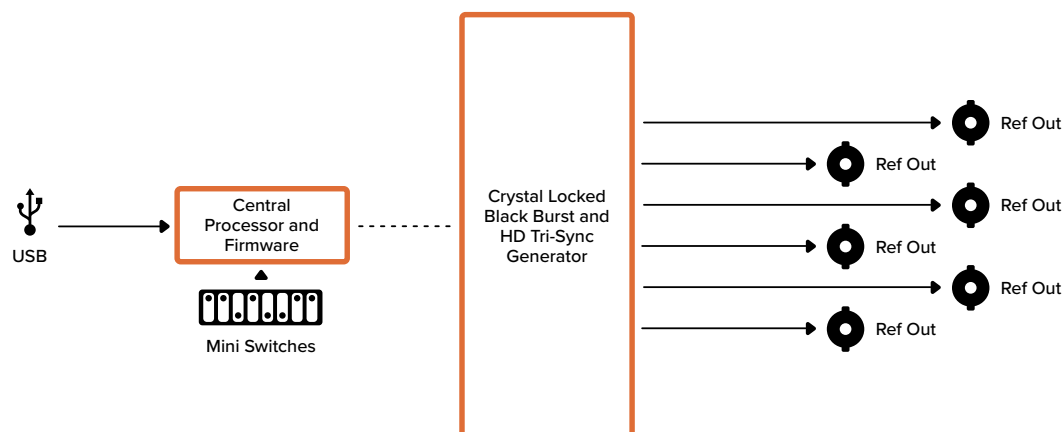 USB
Central
Processor and
Firmware
Mini Switches
Crystal Locked
Black Burst and
HD Tri-Sync
Generator
Ref Out
Ref Out
Ref Out
Ref Out
Ref Out
Ref Out